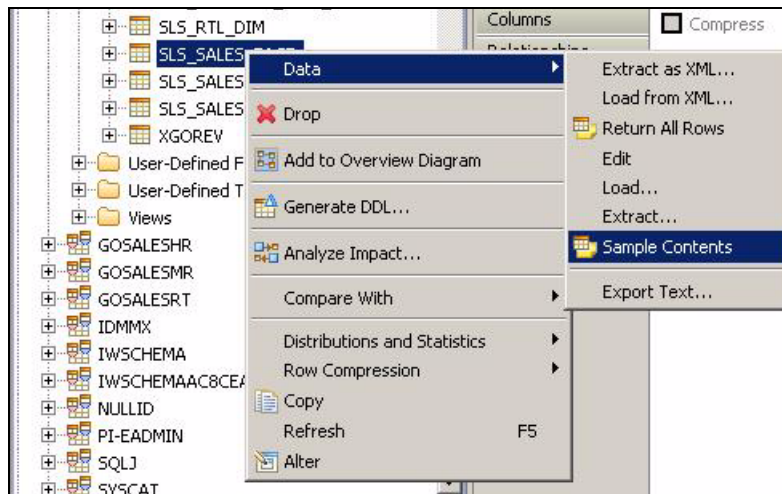 SLS_RTL_DIM
SLS_SALES
SLS_SALES
SLS_SALES
XGOREV
User-Defined F
User-Defined T
Views
GOSALESHR
GOSALESMR
GOSALESRT
IDMMX
IWSCHEMA
IWSCHEMAAC8CEA
NULLID
PI-EADMIN
SQLJ
SYSCAT
Columns
Compress
Data
Drop
Add to Overview Diagram
Generate DDL...
Analyze Impact...
Compare With
Distributions and Statistics
Row Compression
Copy
Refresh F5
Alter
Extract as XML...
Load from XML...
Return All Rows
Edit
Load...
Extract...
Sample Contents
Export Text...